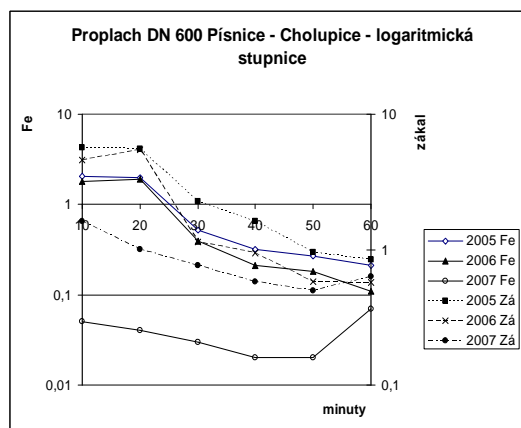 Proplach DN 600 Písnice - Cholupice - logaritmická
stupnice
Fe
zákal
10
1
0,1
0,01
10
1
0,1
10
20
30
40
50
60
minuty
2005 Fe
2006 Fe
2007 Fe
2005 Zá
2006 Zá
2007 Zá